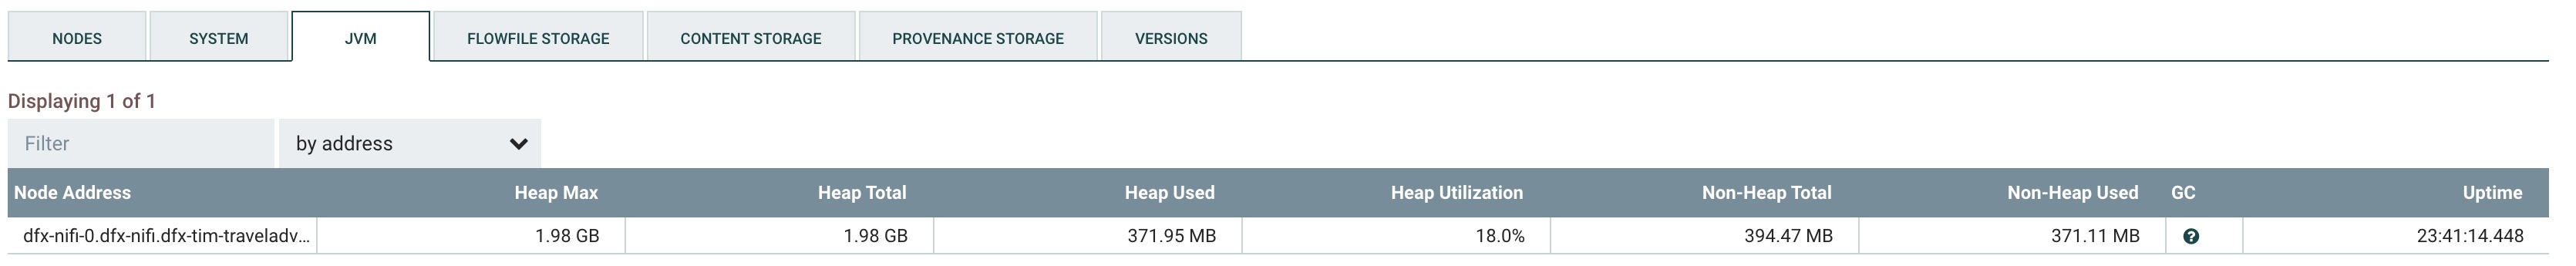 NODES SYSTEM JVM FLOWFILE STORAGE CONTENT STORAGE PROVENANCE STORAGE VERSIONS
Displaying 1 of 1
Filter by address
Node Address Heap Max Heap Total Heap Used Heap Utilization Non-Heap Total Non-Heap Used GC Uptime
dfx-nifi-0.dfx-nifi.dfx-tim-traveladv... 1.98 GB 1.98 GB 371.95 MB 18.0% 394.47 MB 371.11 MB ? 23:41:14.448